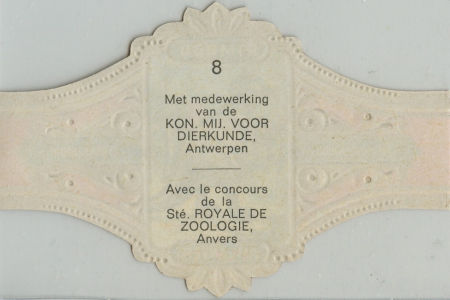 8
Met medewerking
van de
KON. MIJ. VOOR
DIERKUNDE,
Antwerpen
Avec le concours
de la
Sté. ROYALE DE
ZOOLOGIE,
Anvers